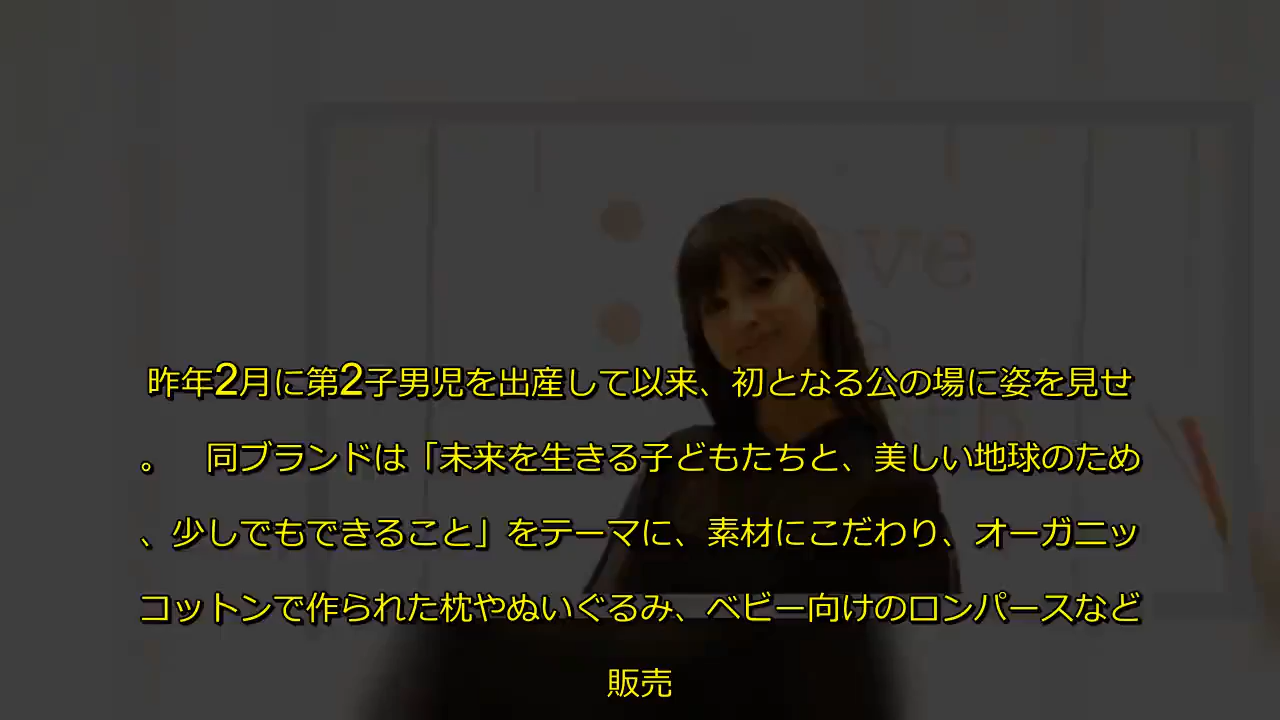 ve
昨年2月に第2子男児を出産して以来、初となる公の場に姿を見せ
。　同ブランドは「未来を生きる子どもたちと、美しい地球のため
、少しでもできること」をテーマに、素材にこだわり、オーガニッ
コットンで作られた枕やぬいぐるみ、ベビー向けのロンパースなど
販売